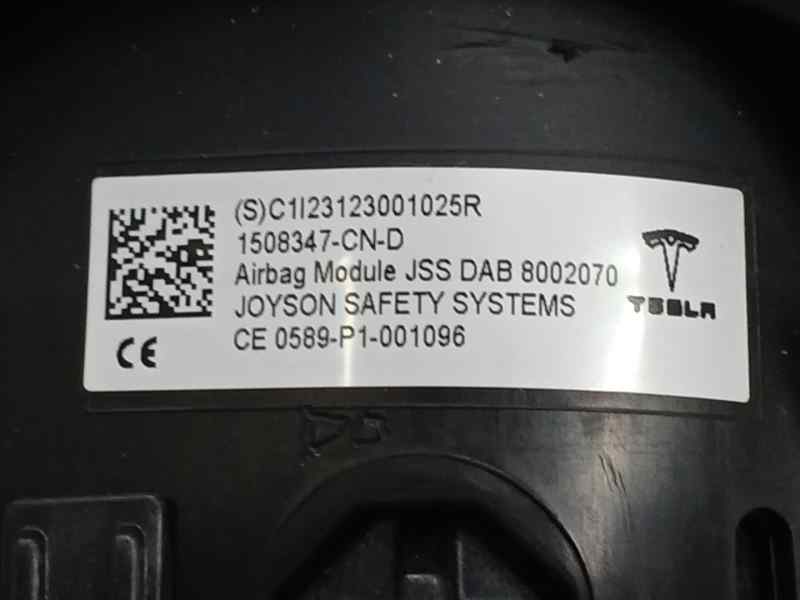 (S)C1I23123001025R
1508347-CN-D
Airbag Module JSS DAB 8002070
JOYSON SAFETY SYSTEMS
CE 0589-P1-001096
CE
TESLA